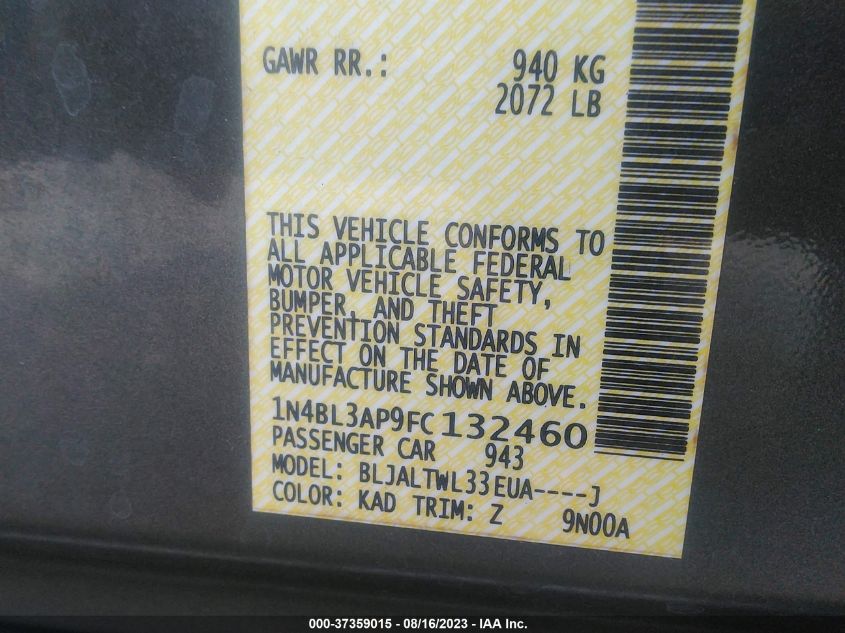 GAWR RR.: 940 KG
2072 LB
THIS VEHICLE CONFORMS TO
ALL APPLICABLE FEDERAL
MOTOR VEHICLE SAFETY,
BUMPER, AND THEFT
PREVENTION STANDARDS IN
EFFECT ON THE DATE OF
MANUFACTURE SHOWN ABOVE.
1N4BL3AP9FC132460
PASSENGER CAR 943
MODEL: BLJALTWL33EUA----J
COLOR: KAD TRIM: Z 9N00A
000-37359015 - 08/16/2023 - IAA Inc.